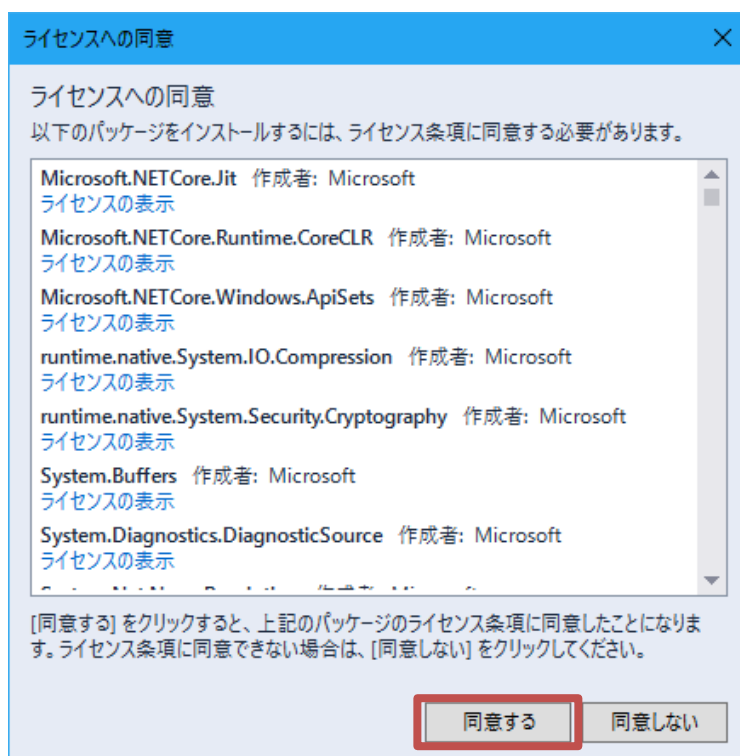 ライセンスへの同意
ライセンスへの同意
以下のパッケージをインストールするには、ライセンス条項に同意する必要があります。
Microsoft.NETCore.Jit 作成者: Microsoft
ライセンスの表示
Microsoft.NETCore.Runtime.CoreCLR 作成者: Microsoft
ライセンスの表示
Microsoft.NETCore.Windows.ApiSets 作成者: Microsoft
ライセンスの表示
runtime.native.System.IO.Compression 作成者: Microsoft
ライセンスの表示
runtime.native.System.Security.Cryptography 作成者: Microsoft
ライセンスの表示
System.Buffers 作成者: Microsoft
ライセンスの表示
System.Diagnostics.DiagnosticSource 作成者: Microsoft
ライセンスの表示
[同意する] をクリックすると、上記のパッケージのライセンス条項に同意したことになりま
す。ライセンス条項に同意できない場合は、[同意しない] をクリックしてください。
同意する 同意しない